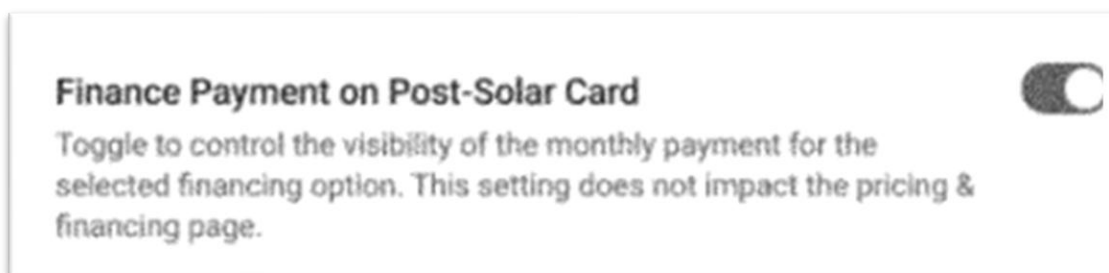 Finance Payment on Post-Solar Card
Toggle to control the visibility of the monthly payment for the
selected financing option. This setting does not impact the pricing &
financing page.